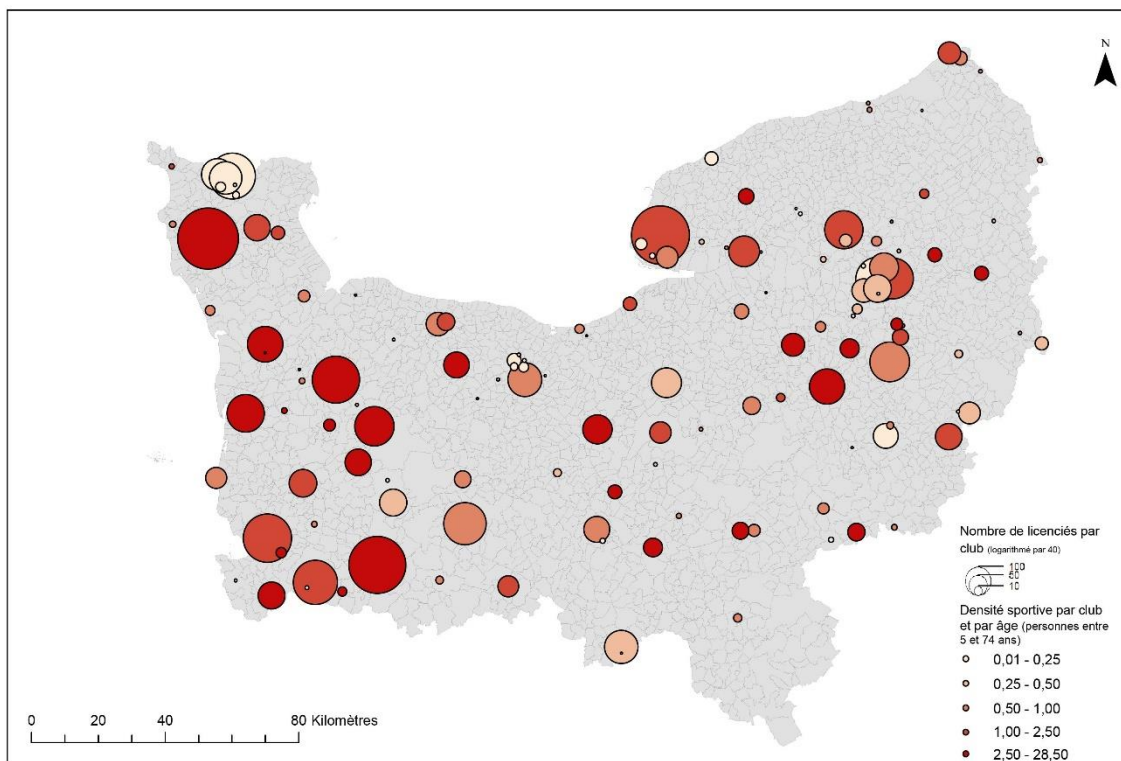 N
Nombre de licenciés par
club (logarithmé par 40)
100
50
10
Densité sportive par club
et par âge (personnes entre
5 et 74 ans)
0,01 - 0,25
0,25 - 0,50
0,50 - 1,00
1,00 - 2,50
2,50 - 28,50
0 20 40 80 Kilomètres